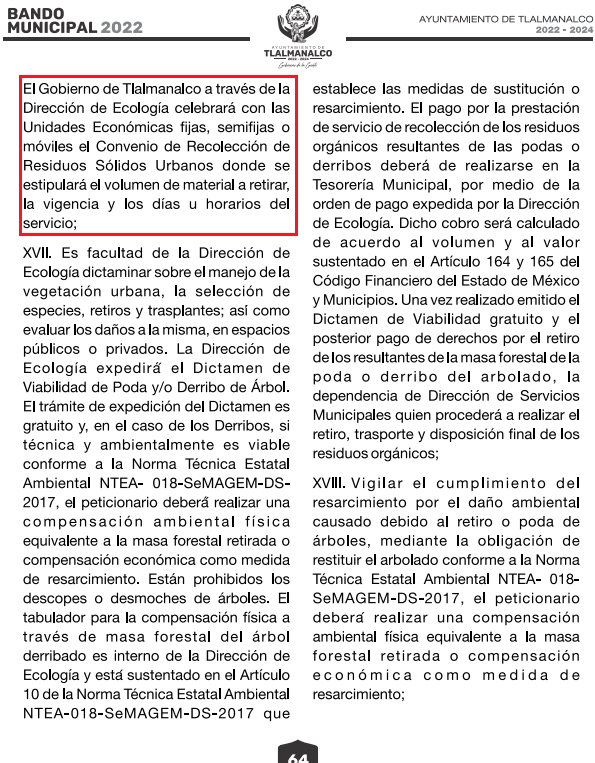 BANDO
MUNICIPAL 2022
AYUNTAMIENTO DE
TLALMANALCO
2022 - 2024
AYUNTAMIENTO DE TLALMANALCO
2022 - 2024
El Gobierno de Tlalmanalco a través de la
Dirección de Ecología celebrará con las
Unidades Económicas fijas, semifijas o
móviles el Convenio de Recolección de
Residuos Sólidos Urbanos donde se
estipulará el volumen de material a retirar,
la vigencia y los días u horarios del
servicio;
XVII. Es facultad de la Dirección de
Ecología dictaminar sobre el manejo de la
vegetación urbana, la selección de
especies, retiros y trasplantes; así como
evaluar los daños a la misma, en espacios
públicos o privados. La Dirección de
Ecología expedirá el Dictamen de
Viabilidad de Poda y/o Derribo de Árbol.
El trámite de expedición del Dictamen es
gratuito y, en el caso de los Derribos, si
técnica y ambientalmente es viable
conforme a la Norma Técnica Estatal
Ambiental NTEA- 018-SeMAGEM-DS-
2017, el peticionario deberá realizar una
compensación ambiental física
equivalente a la masa forestal retirada o
compensación económica como medida
de resarcimiento. Están prohibidos los
descopes o desmoches de árboles. El
tabulador para la compensación física a
través de masa forestal del árbol
derribado es interno de la Dirección de
Ecología y está sustentado en el Artículo
10 de la Norma Técnica Estatal Ambiental
NTEA-018-SeMAGEM-DS-2017 que
establece las medidas de sustitución o
resarcimiento. El pago por la prestación
de servicio de recolección de los residuos
orgánicos resultantes de las podas o
derribos deberá de realizarse en la
Tesorería Municipal, por medio de la
orden de pago expedida por la Dirección
de Ecología. Dicho cobro será calculado
de acuerdo al volumen y al valor
sustentado en el Artículo 164 y 165 del
Código Financiero del Estado de México
y Municipios. Una vez realizado emitido el
Dictamen de Viabilidad gratuito y el
posterior pago de derechos por el retiro
de los resultantes de la masa forestal de la
poda o derribo del arbolado, la
dependencia de Dirección de Servicios
Municipales quien procederá a realizar el
retiro, trasporte y disposición final de los
residuos orgánicos;
XVIII. Vigilar el cumplimiento del
resarcimiento por el daño ambiental
causado debido al retiro o poda de
árboles, mediante la obligación de
restituir el arbolado conforme a la Norma
Técnica Estatal Ambiental NTEA- 018-
SeMAGEM-DS-2017, el peticionario
deberá realizar una compensación
ambiental física equivalente a la masa
forestal retirada o compensación
económica como medida de
resarcimiento;
64